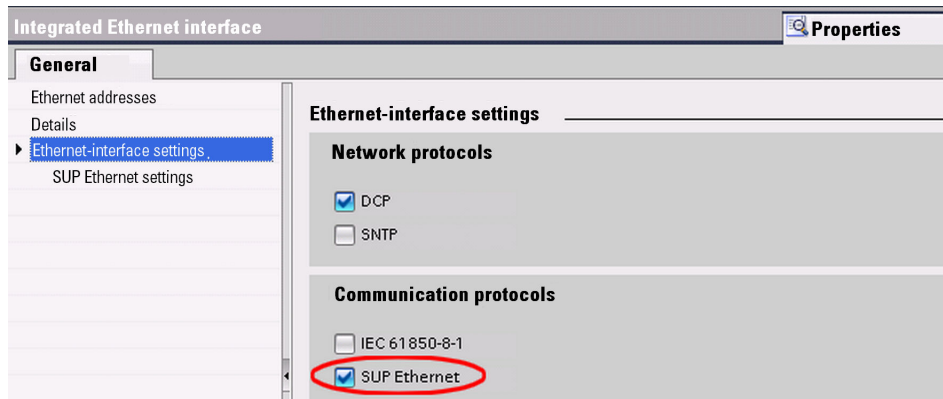 Integrated Ethernet interface
Properties
General
Ethernet addresses
Details
Ethernet-interface settings
SUP Ethernet settings
Ethernet-interface settings
Network protocols
DCP
SNTP
Communication protocols
IEC 61850-8-1
SUP Ethernet